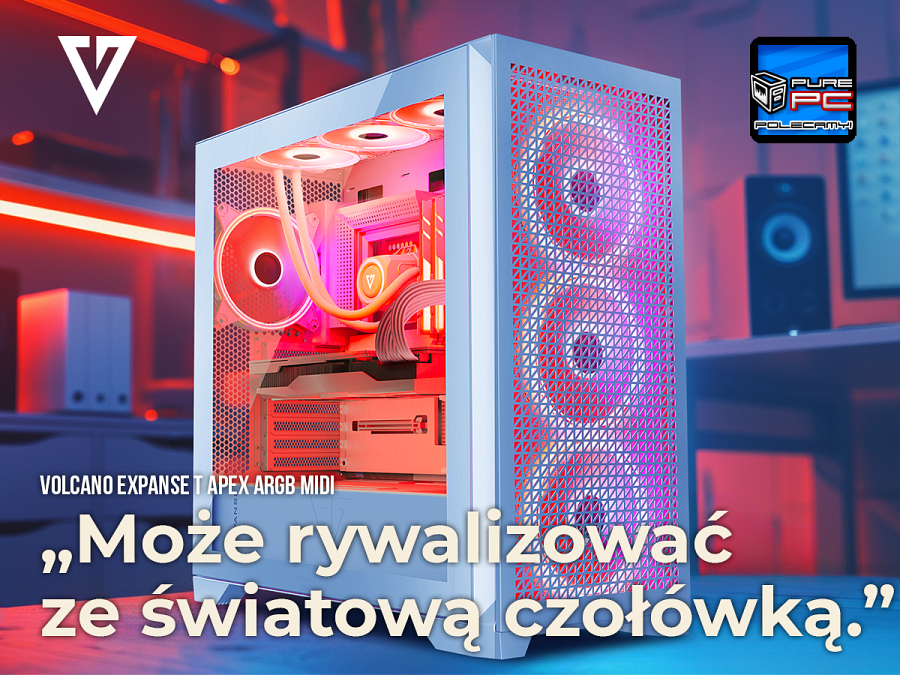 PURE
PC
POLECAMY!
VOLCANO EXPANSE T APEX ARGB MIDI
„Może rywalizować
ze światową czołówką.”